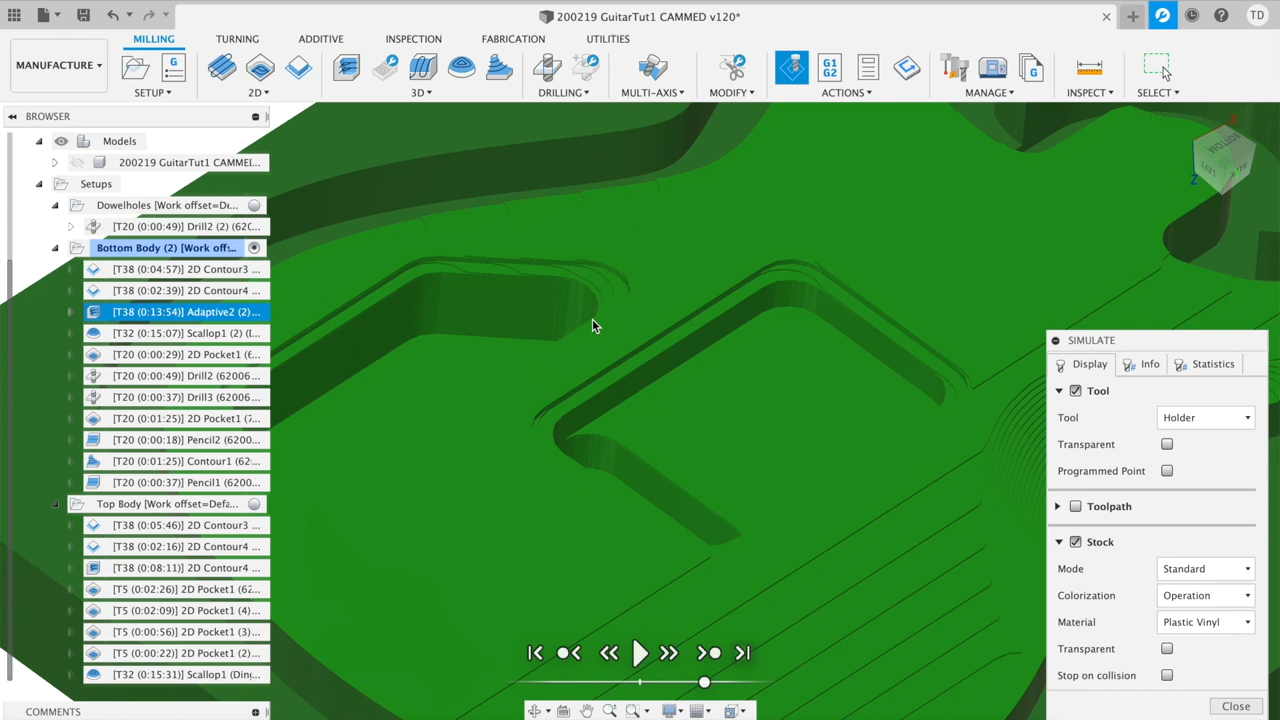 200219 GuitarTut1 CAMMED v120*
TD
MILLING
TURNING
ADDITIVE
INSPECTION
FABRICATION
UTILITIES
MANUFACTURE
G
G1
G2
G
SETUP
2D
3D
DRILLING
MULTI-AXIS
MODIFY
ACTIONS
MANAGE
INSPECT
SELECT
BROWSER
Models
200219 GuitarTut1 CAMMEI...
Setups
Dowelholes [Work offset=D...
[T20 (0:00:49)] Drill2 (2) (62C...
Bottom Body (2) [Work off:...
[T38 (0:04:57)] 2D Contour3 ...
[T38 (0:02:39)] 2D Contour4 ...
[T38 (0:13:54)] Adaptive2 (2)...
[T32 (0:15:07)] Scallop1 (2) (I...
[T20 (0:00:29)] 2D Pocket1 (6...
[T20 (0:00:49)] Drill2 (62006...
[T20 (0:00:37)] Drill3 (62006...
[T20 (0:01:25)] 2D Pocket1 (7...
[T20 (0:00:18)] Pencil2 (6200...
[T20 (0:01:25)] Contour1 (62...
[T20 (0:00:37)] Pencil1 (6200...
Top Body [Work offset=Defa...
[T38 (0:05:46)] 2D Contour3 ...
[T38 (0:02:16)] 2D Contour4 ...
[T38 (0:08:11)] 2D Contour4 ...
[T5 (0:02:26)] 2D Pocket1 (62...
[T5 (0:02:09)] 2D Pocket1 (4)...
[T5 (0:00:56)] 2D Pocket1 (3)...
[T5 (0:00:22)] 2D Pocket1 (2)...
[T32 (0:15:31)] Scallop1 (Din...
COMMENTS
BOTTOM
LEFT
X
Z
SIMULATE
Display
Info
Statistics
Tool
Tool
Holder
Transparent
Programmed Point
Toolpath
Stock
Mode
Standard
Colorization
Operation
Material
Plastic Vinyl
Transparent
Stop on collision
Close